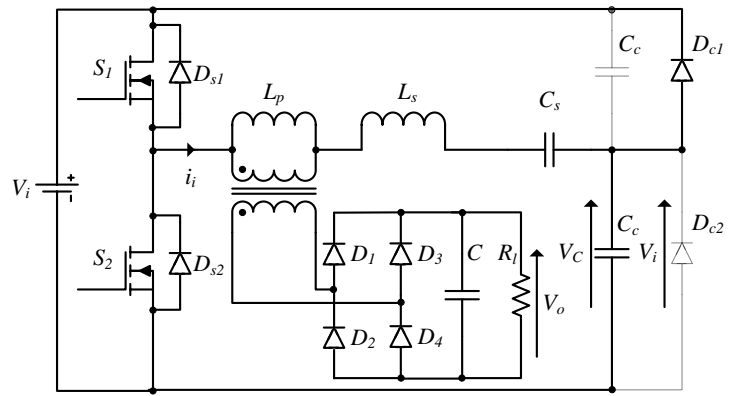 S1
Ds1
Lp
Ls
Cs
Cc
Dc1
ii
Vi
+
-
S2
Ds2
D1
D3
C
Rl
Vo
D2
D4
VC
Cc
Vi
Dc2